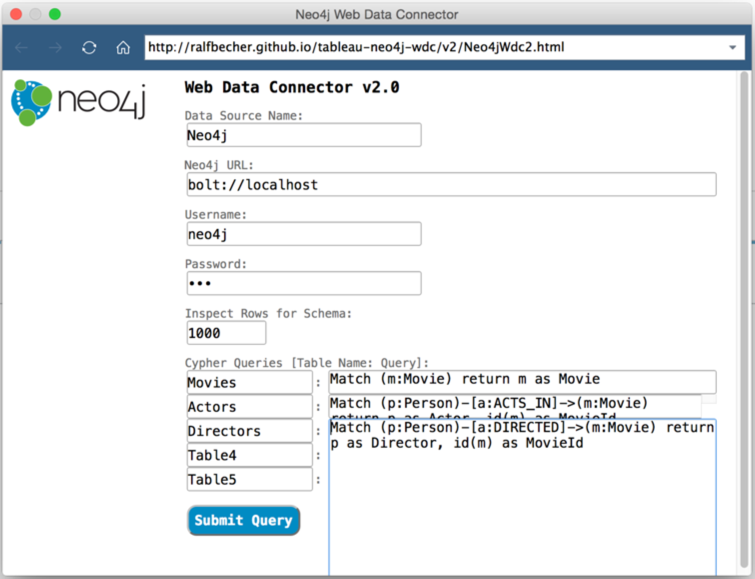 Neo4j Web Data Connector
http://ralfbecher.github.io/tableau-neo4j-wdc/v2/Neo4jWdc2.html
neo4j
Web Data Connector v2.0
Data Source Name:
Neo4j
Neo4j URL:
bolt://localhost
Username:
neo4j
Password:
•••
Inspect Rows for Schema:
1000
Cypher Queries [Table Name: Query]:
Movies : Match (m:Movie) return m as Movie
Actors : Match (p:Person)-[a:ACTS_IN]->(m:Movie)
return p as Actor, id(m) as MovieId
Directors : Match (p:Person)-[a:DIRECTED]->(m:Movie) return
p as Director, id(m) as MovieId
Table4 :
Table5 :
Submit Query